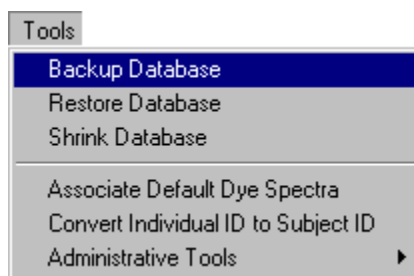 Tools
Backup Database
Restore Database
Shrink Database
Associate Default Dye Spectra
Convert Individual ID to Subject ID
Administrative Tools